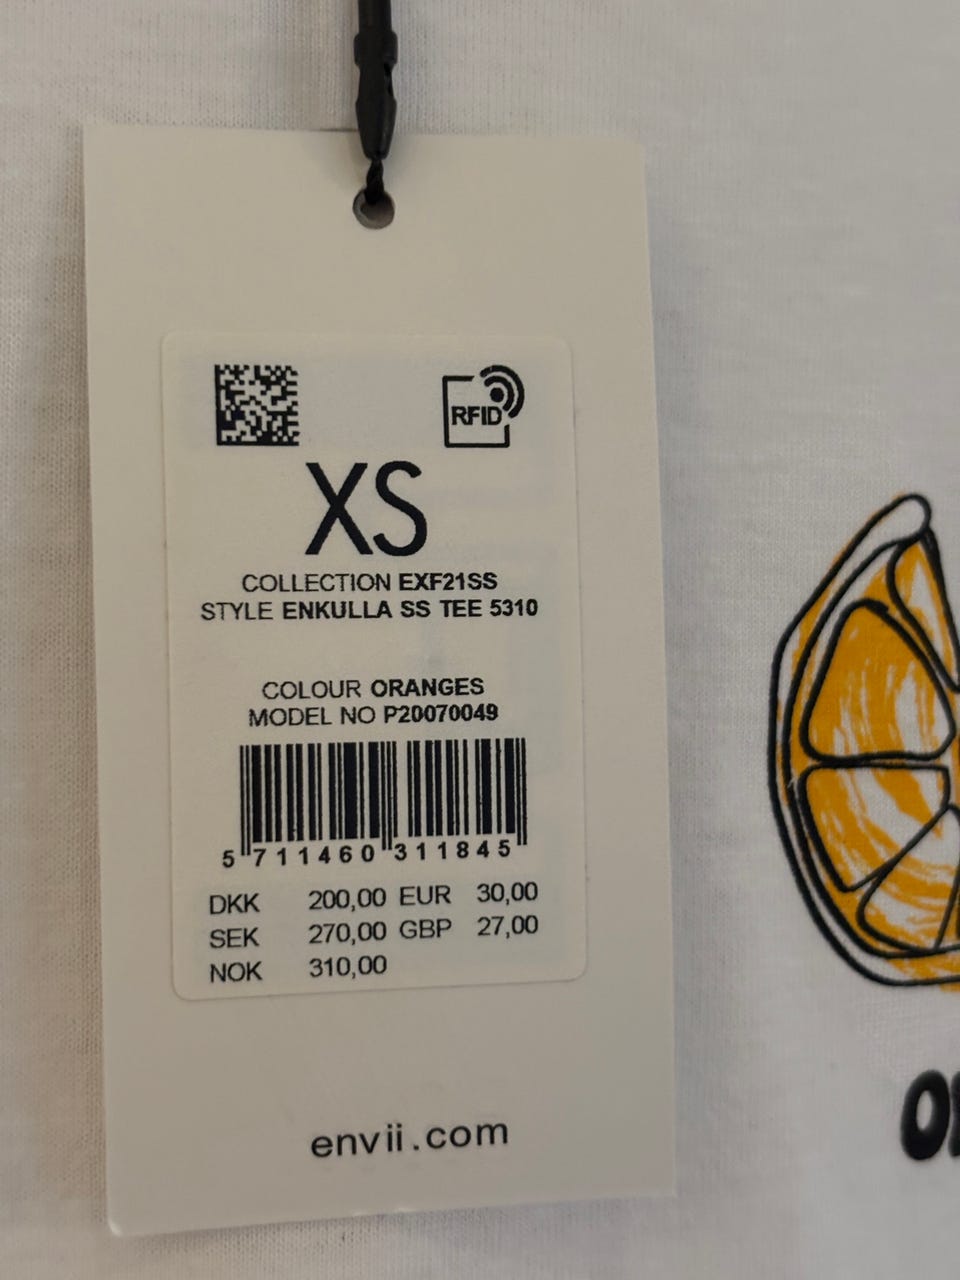 RFID
XS
COLLECTION EXF21SS
STYLE ENKULLA SS TEE 5310
COLOUR ORANGES
MODEL NO P20070049
5 711460 311845
DKK 200,00 EUR 30,00
SEK 270,00 GBP 27,00
NOK 310,00
envii.com